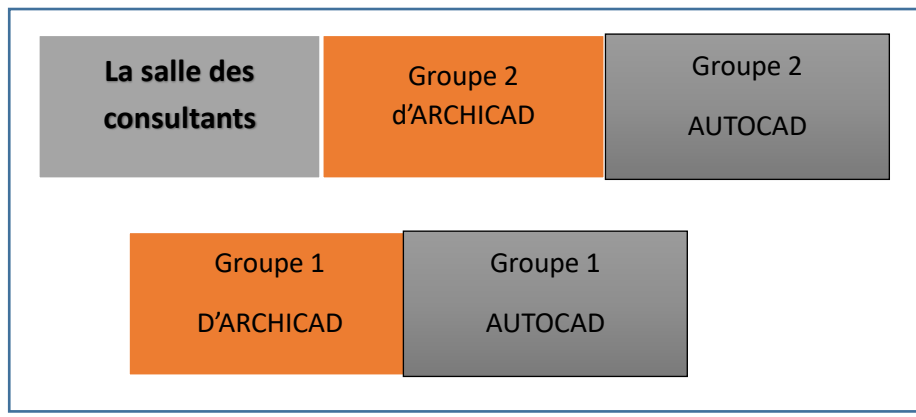 La salle des
consultants
Groupe 2
d’ARCHICAD
Groupe 2
AUTOCAD
Groupe 1
D’ARCHICAD
Groupe 1
AUTOCAD